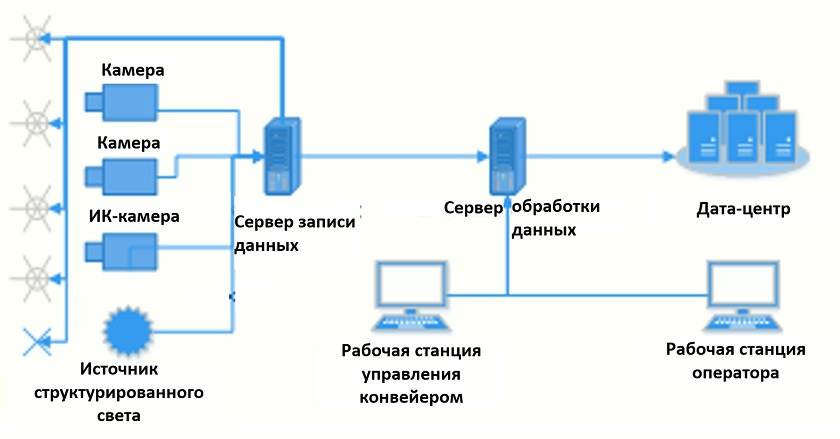 Камера
Камера
ИК-камера
Сервер записи
данных
Сервер обработки
данных
Дата-центр
Источник
структурированного
света
Рабочая станция
управления
конвейером
Рабочая станция
оператора